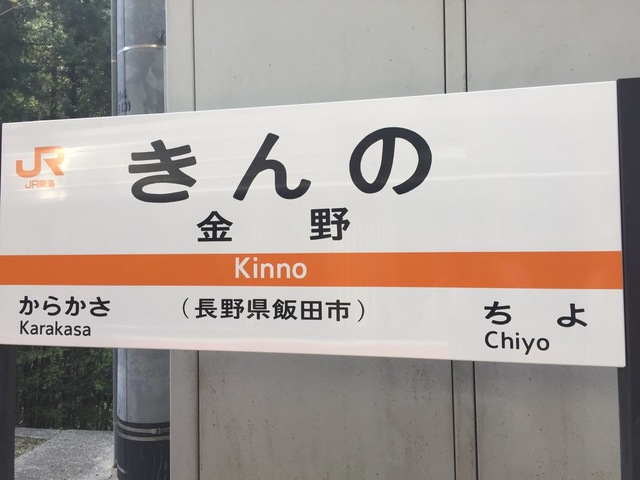 JR
JR東海
きんの
金野
Kinno
からかさ
Karakasa
（長野県飯田市）
ちよ
Chiyo